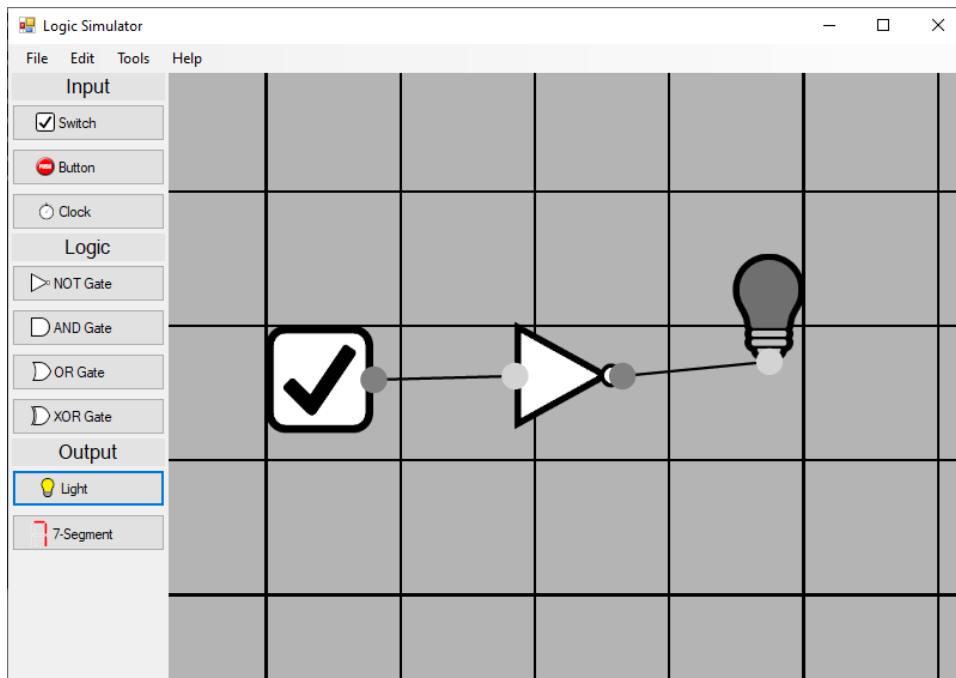 Logic Simulator
File Edit Tools Help
Input
Switch
Button
Clock
Logic
NOT Gate
AND Gate
OR Gate
XOR Gate
Output
Light
7-Segment